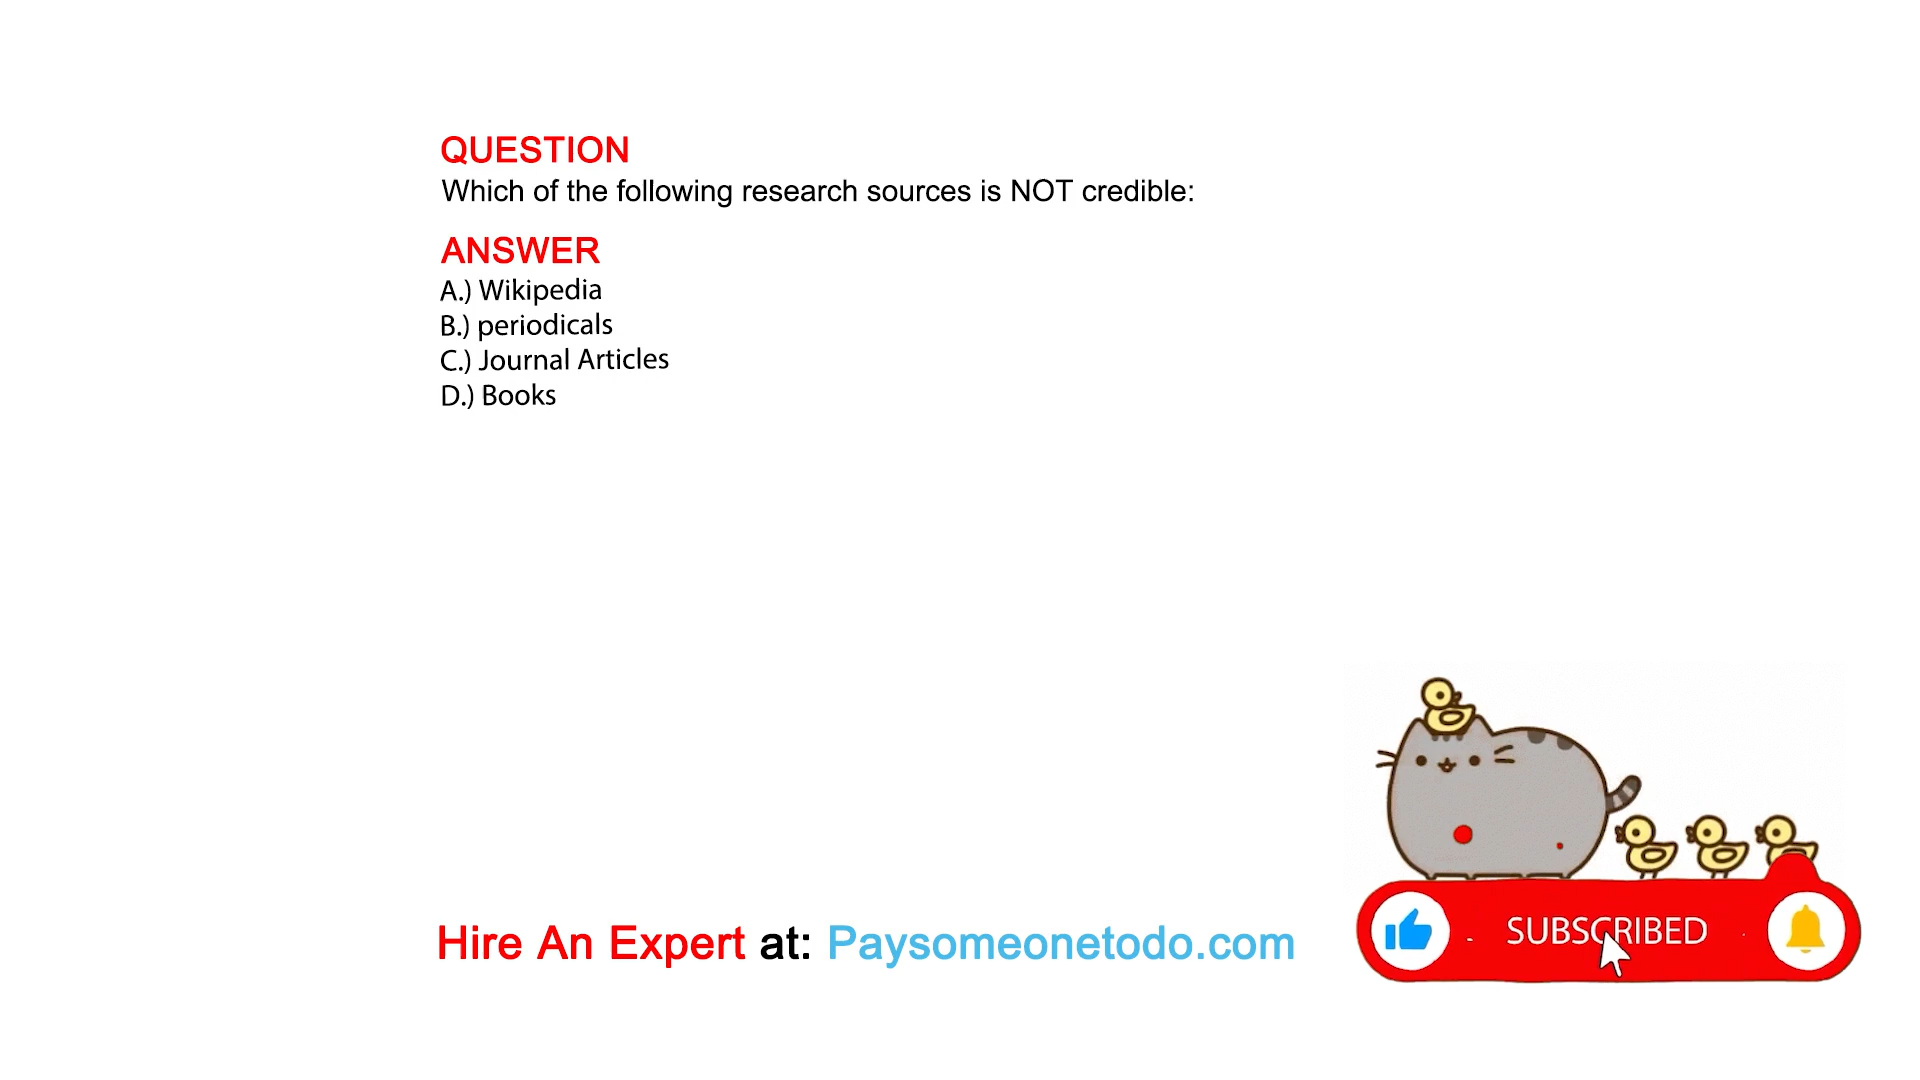 QUESTION
Which of the following research sources is NOT credible:
ANSWER
A.) Wikipedia
B.) periodicals
C.) Journal Articles
D.) Books
Hire An Expert at: Paysomeonetodo.com
SUBSCRIBED